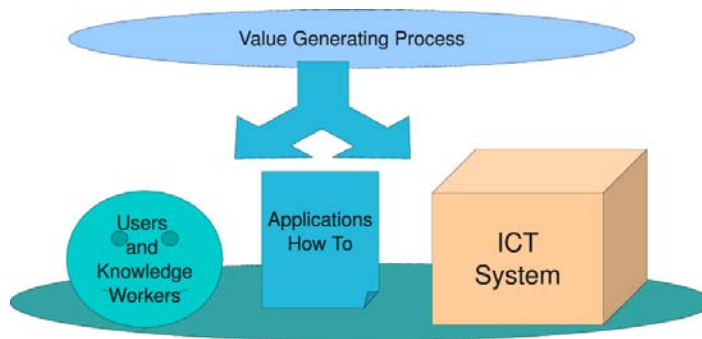 Value Generating Process
Users
and
Knowledge
Workers
Applications
How To
ICT
System